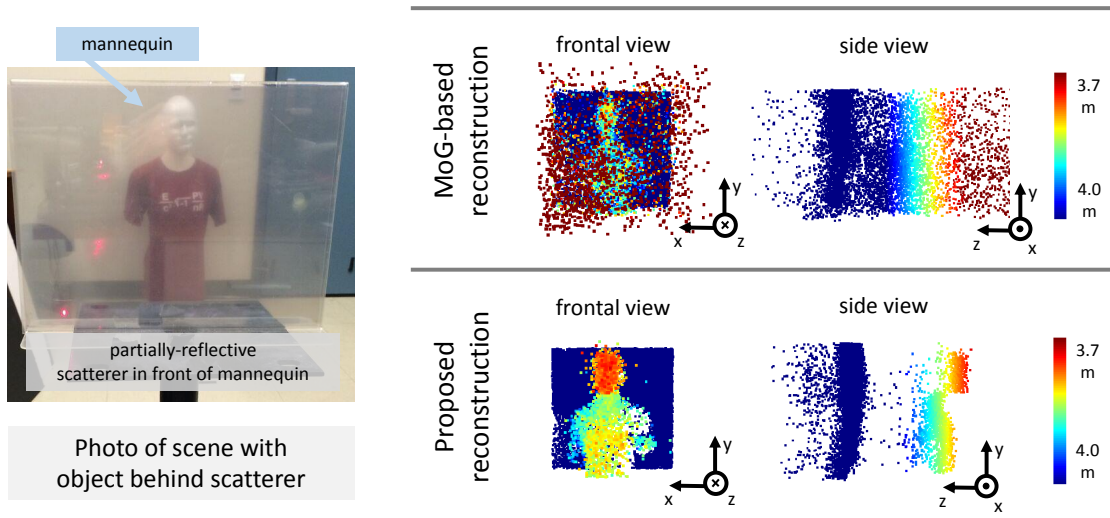 mannequin
partially-reflective
scatterer in front of mannequin
Photo of scene with
object behind scatterer
MoG-based
reconstruction
frontal view
side view
y
x
z
y
z
x
3.7
m
4.0
m
Proposed
reconstruction
frontal view
side view
y
x
z
y
z
x
3.7
m
4.0
m